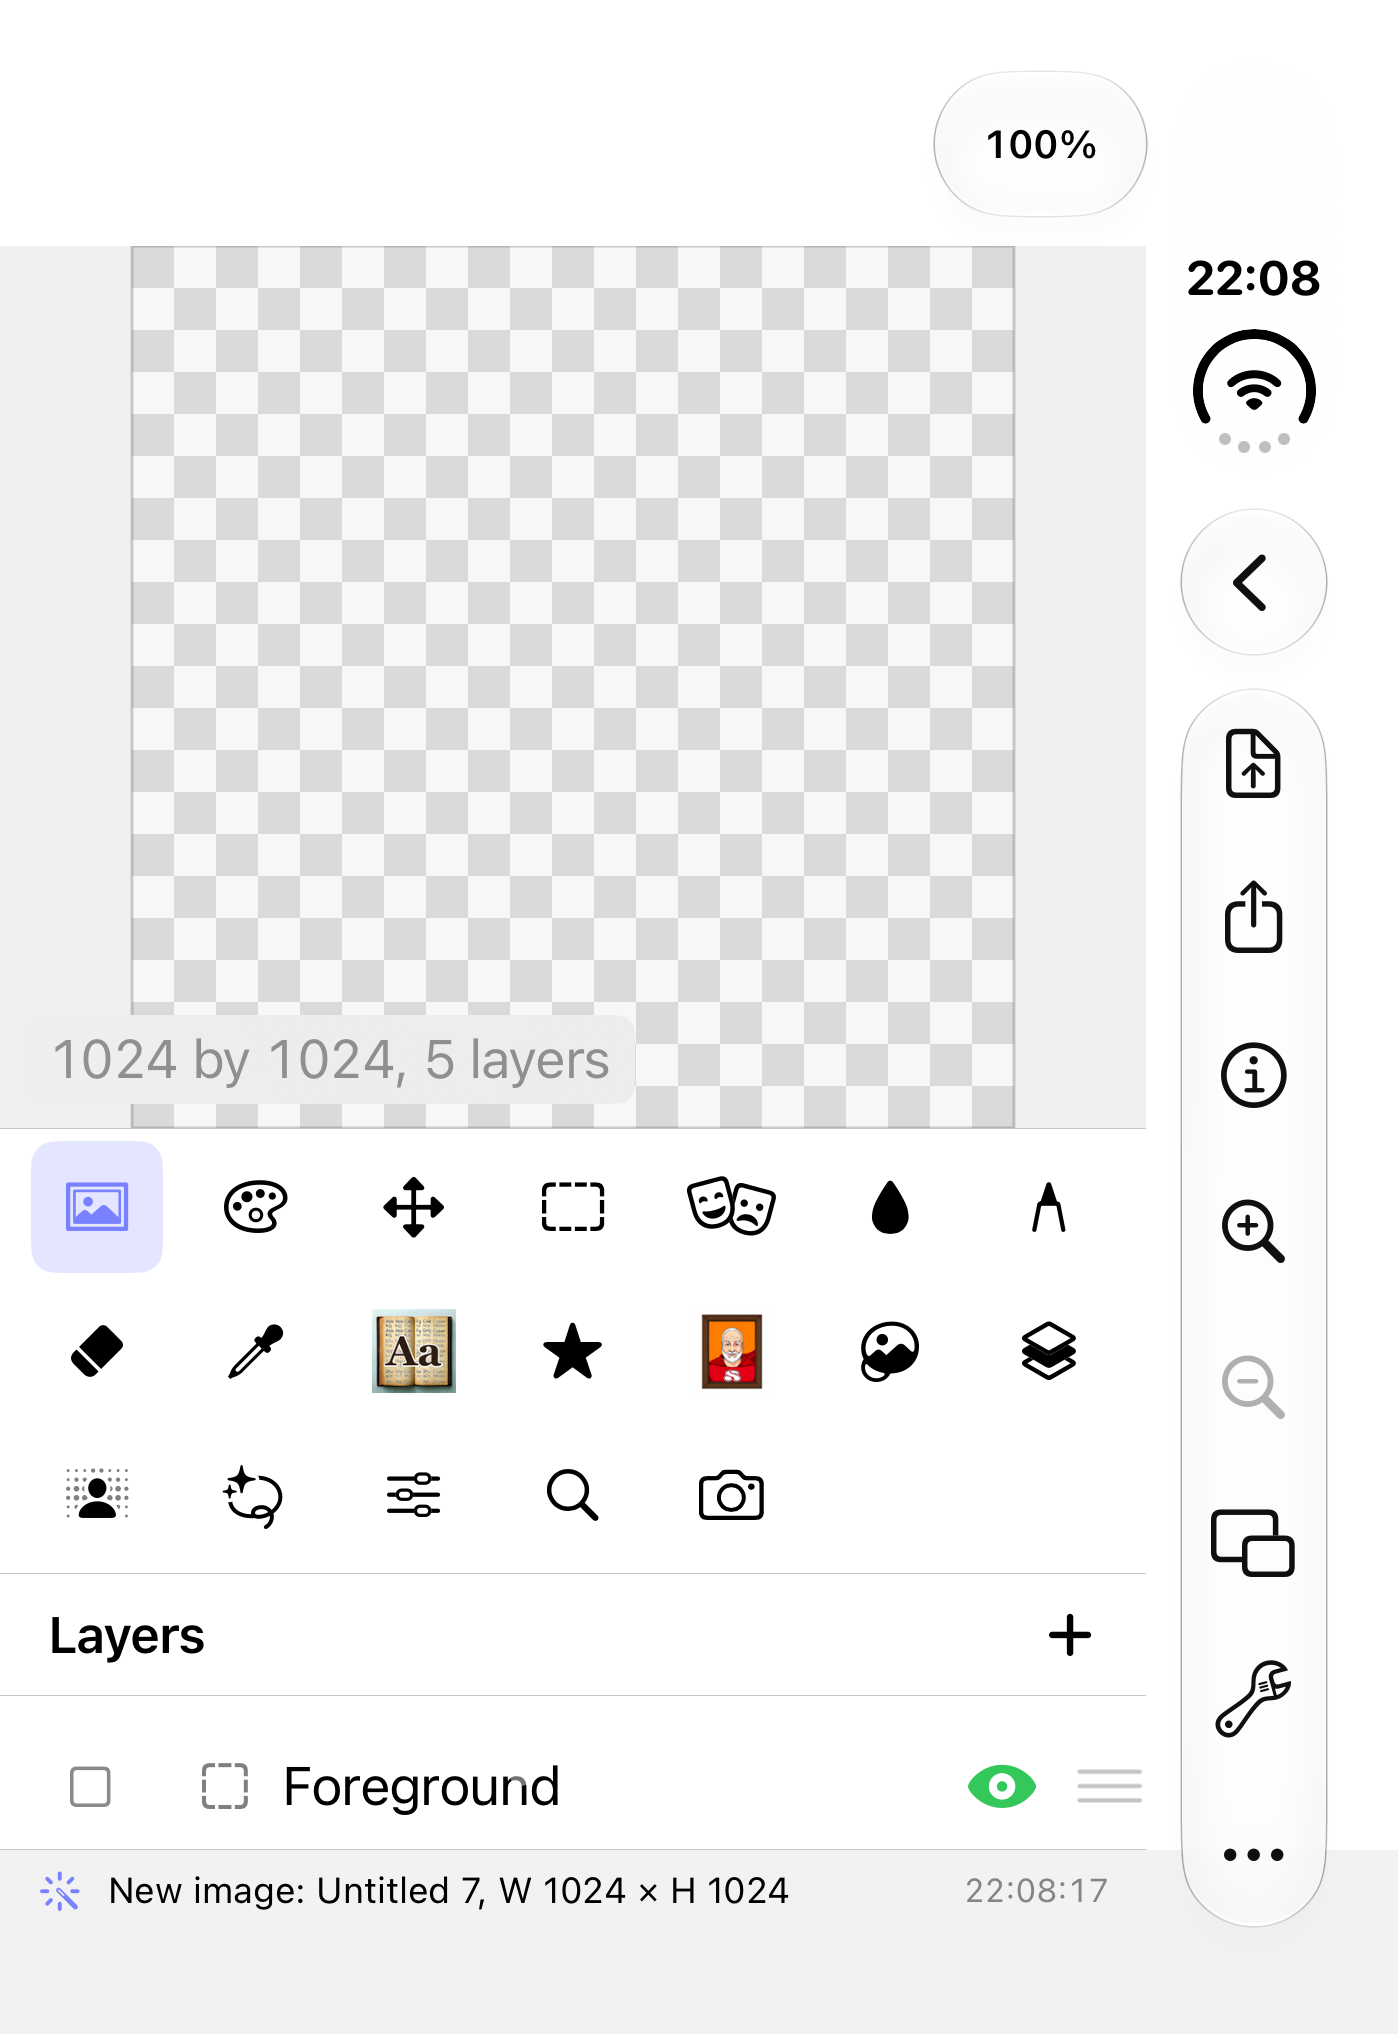 100%
22:08
1024 by 1024, 5 layers
Aa
Layers
Foreground
New image: Untitled 7, W 1024 × H 1024
22:08:17